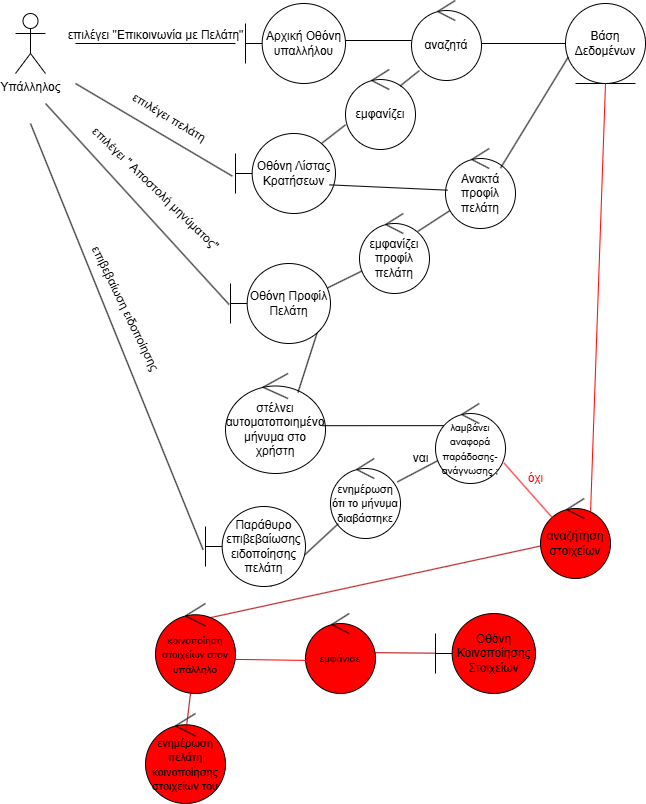 επιλέγει "Επικοινωνία με Πελάτη"
Αρχική Οθόνη
υπαλλήλου
αναζητά
Βάση
Δεδομένων
Υπάλληλος
επιλέγει πελάτη
εμφανίζει
Οθόνη Λίστας
Κρατήσεων
Ανακτά
προφίλ
πελάτη
επιλέγει " Αποστολή μηνύματος"
εμφανίζει
προφίλ
πελάτη
Οθόνη Προφίλ
Πελάτη
επιβεβαίωση ειδοποίησης
στέλνει
αυτοματοποιημένο
μήνυμα στο
χρήστη
λαμβάνει
αναφορά
παράδοσης-
ανάγνωσης ;
ναι
όχι
ενημέρωση
ότι το μήνυμα
διαβάστηκε
Παράθυρο
επιβεβαίωσης
ειδοποίησης
πελάτη
αναζήτηση
στοιχείων
κοινοποίηση
στοιχείων στον
υπάλληλο
εμφάνισε
Οθόνη
Κοινοποίησης
Στοιχείων
ενημέρωση
πελάτη
κοινοποίησης
στοιχείων του